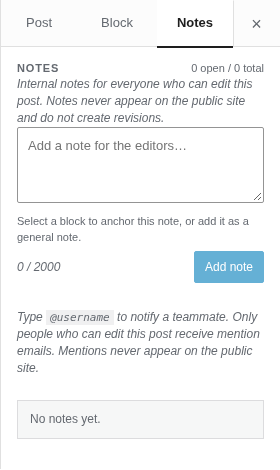 Post Block Notes ×
NOTES 0 open / 0 total
Internal notes for everyone who can edit this
post. Notes never appear on the public site
and do not create revisions.
Add a note for the editors…
Select a block to anchor this note, or add it as a
general note.
0 / 2000 Add note
Type @username to notify a teammate. Only
people who can edit this post receive mention
emails. Mentions never appear on the public
site.
No notes yet.